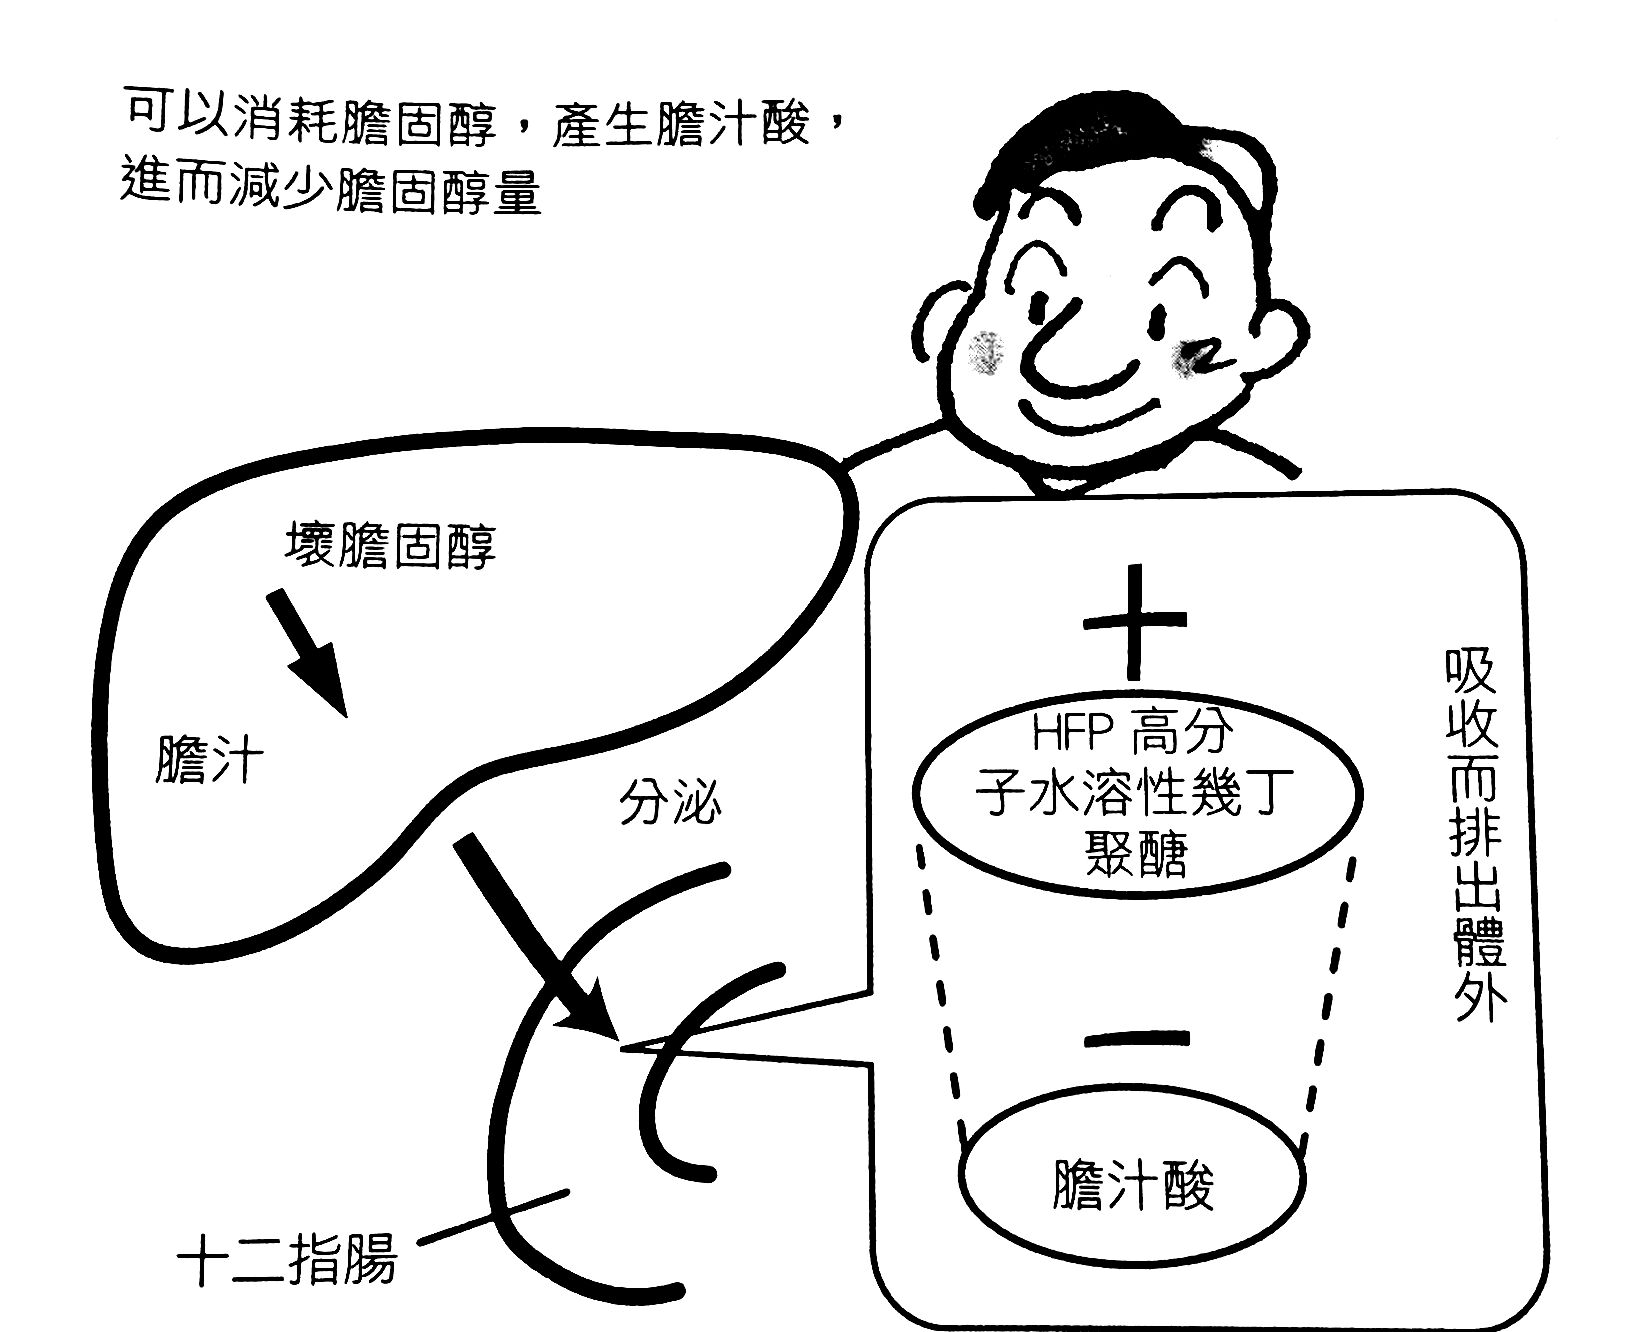 可以消耗膽固醇，產生膽汁酸，
進而減少膽固醇量
壞膽固醇
膽汁
分泌
十二指腸
＋
HFP 高分
子水溶性幾丁
聚醣
－
膽汁酸
吸收而排出體外